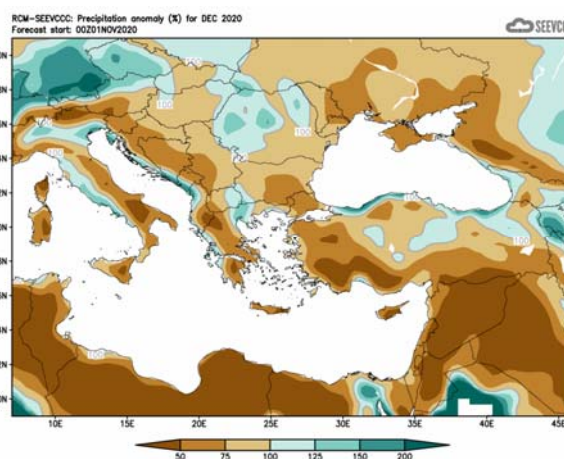 RCM-SEEVCCC: Precipitation anomaly (%) for DEC 2020
Forecast start: 00Z01NOV2020
SEEVCC
100
100
100
100
100
10E
15E
20E
25E
30E
35E
40E
45E
50
75
100
125
150
200